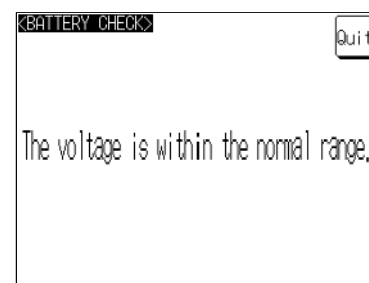 <BATTERY CHECK>
Quit
The voltage is within the normal range.